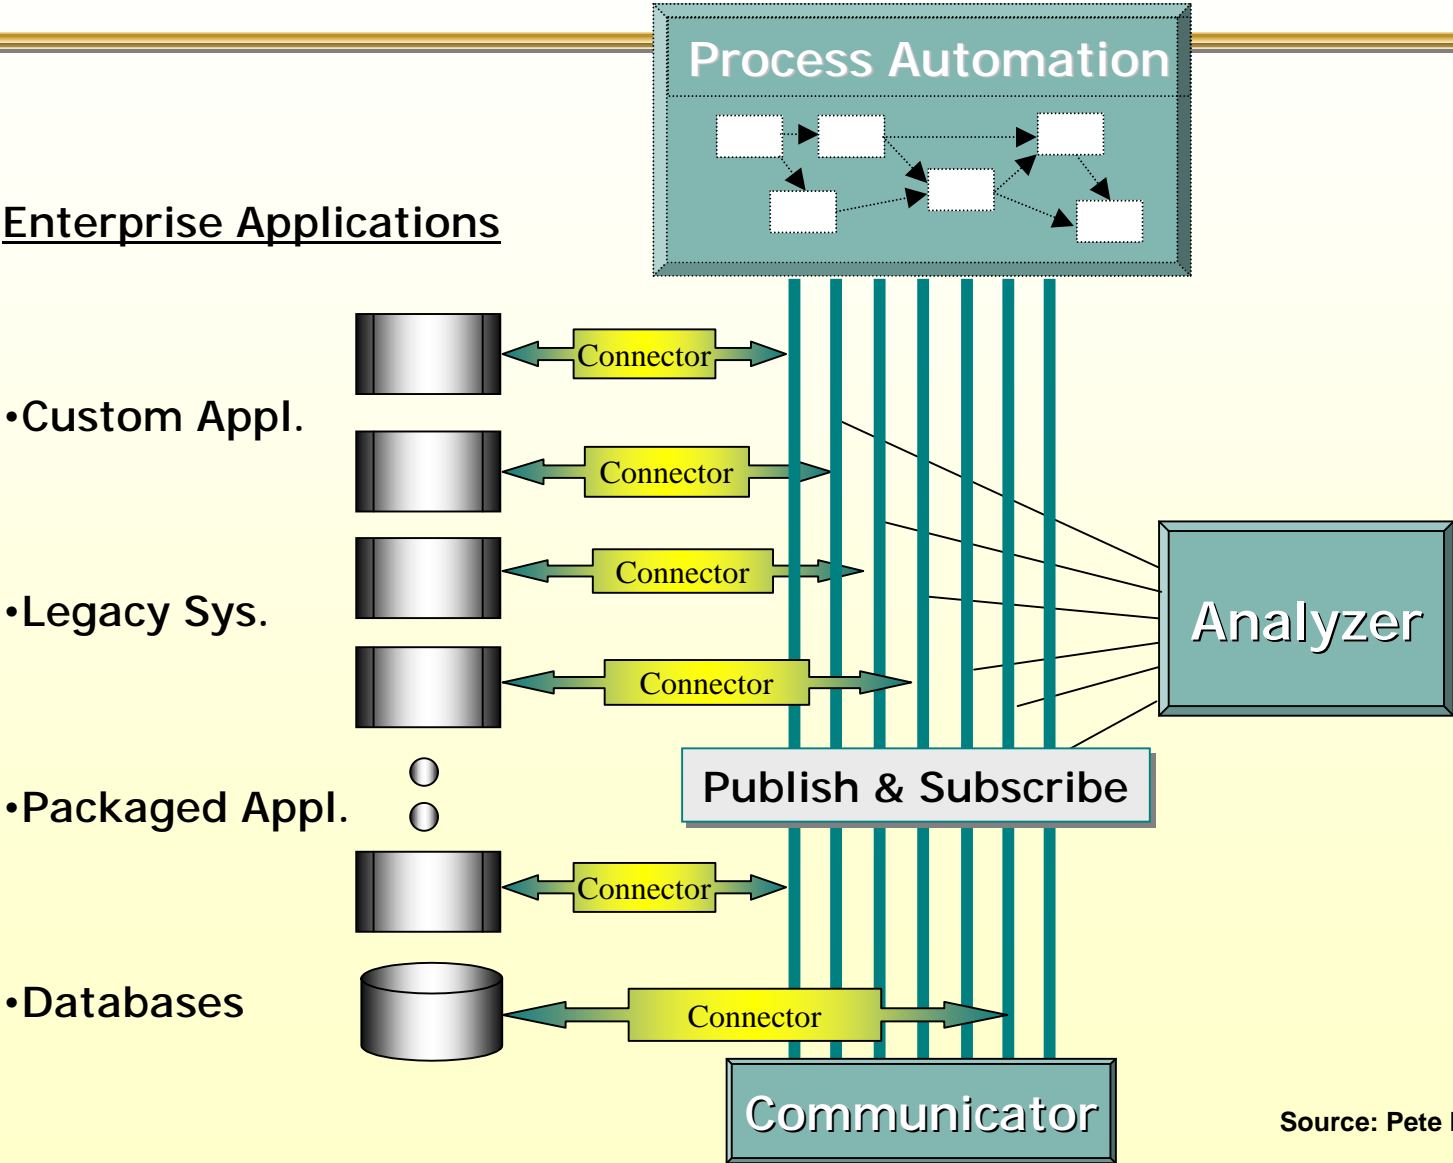 Process Automation
Enterprise Applications
Connector
•Custom Appl.
Connector
Connector
•Legacy Sys.
Analyzer
Connector
Publish & Subscribe
•Packaged Appl.
Connector
•Databases
Connector
Communicator
Source: Pete